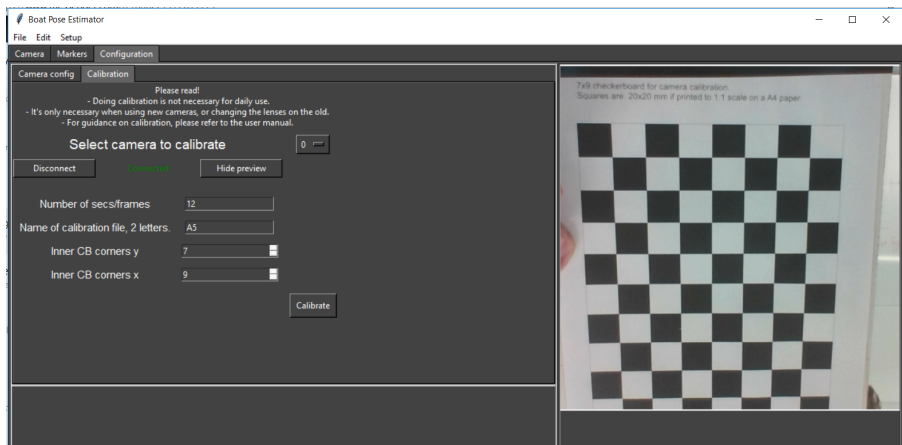 Boat Pose Estimator
File Edit Setup
Camera Markers Configuration
Camera config Calibration
Please read!
- Doing calibration is not necessary for daily use.
- It's only necessary when using new cameras, or changing the lenses on the old.
- For guidance on calibration, please refer to the user manual.
Select camera to calibrate 0
Disconnect Connected Hide preview
Number of secs/frames 12
Name of calibration file, 2 letters. A5
Inner CB corners y 7
Inner CB corners x 9
Calibrate
7x9 checkerboard for camera calibration.
Squares are: 20x20 mm if printed to 1:1 scale on a A4 paper.